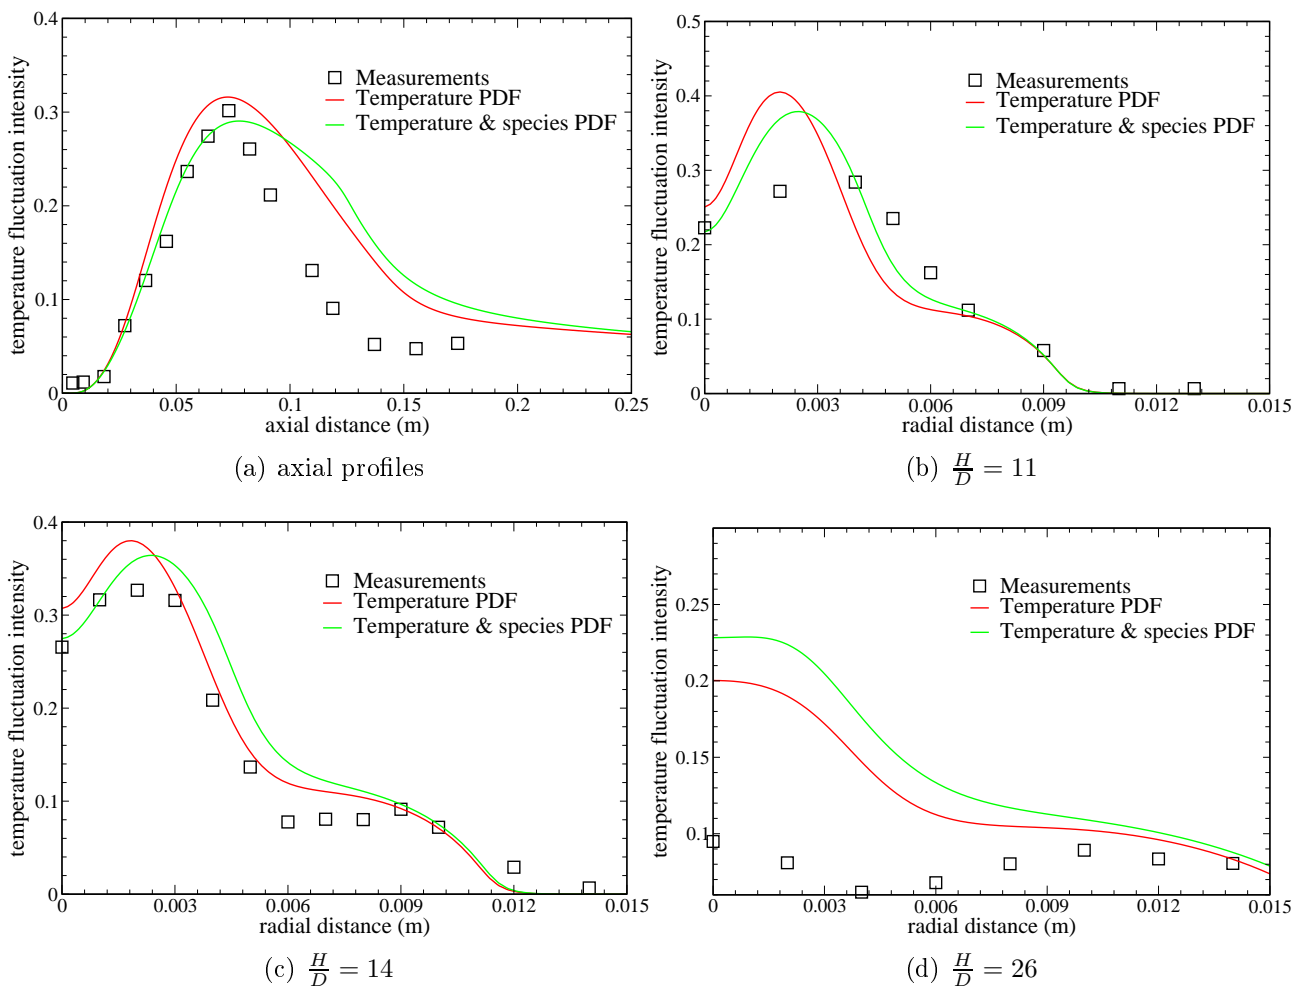 0.4
0.3
0.2
0.1
0
temperature fluctuation intensity
Measurements
Temperature PDF
Temperature & species PDF
0 0.05 0.1 0.15 0.2 0.25
axial distance (m)
(a) axial profiles
0.5
0.4
0.3
0.2
0.1
0
temperature fluctuation intensity
Measurements
Temperature PDF
Temperature & species PDF
0 0.003 0.006 0.009 0.012 0.015
radial distance (m)
(b) H/D = 11
0.4
0.3
0.2
0.1
0
temperature fluctuation intensity
Measurements
Temperature PDF
Temperature & species PDF
0 0.003 0.006 0.009 0.012 0.015
radial distance (m)
(c) H/D = 14
0.25
0.2
0.15
0.1
temperature fluctuation intensity
Measurements
Temperature PDF
Temperature & species PDF
0 0.003 0.006 0.009 0.012 0.015
radial distance (m)
(d) H/D = 26